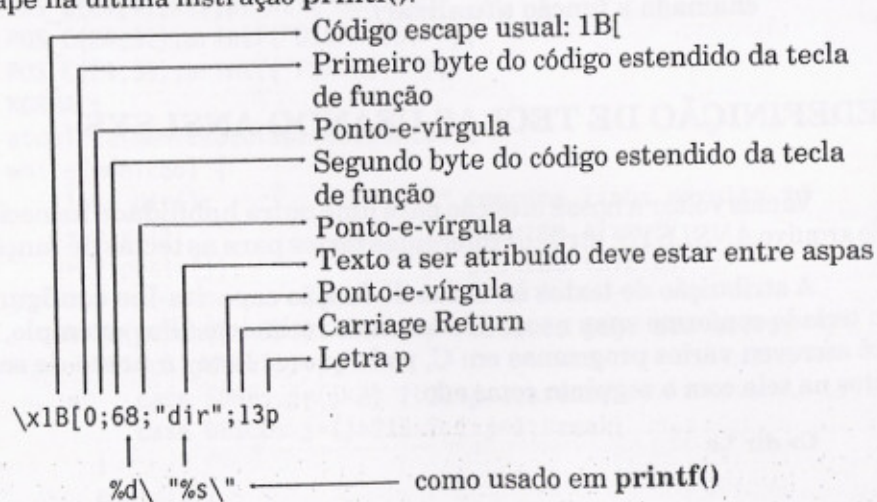 Código escape usual: 1B[
Primeiro byte do código estendido da tecla
de função
Ponto-e-vírgula
Segundo byte do código estendido da tecla
de função
Ponto-e-vírgula
Texto a ser atribuído deve estar entre aspas
Ponto-e-vírgula
Carriage Return
Letra p
\x1B[0;68;"dir";13p
%d\ "%s\"
como usado em printf()